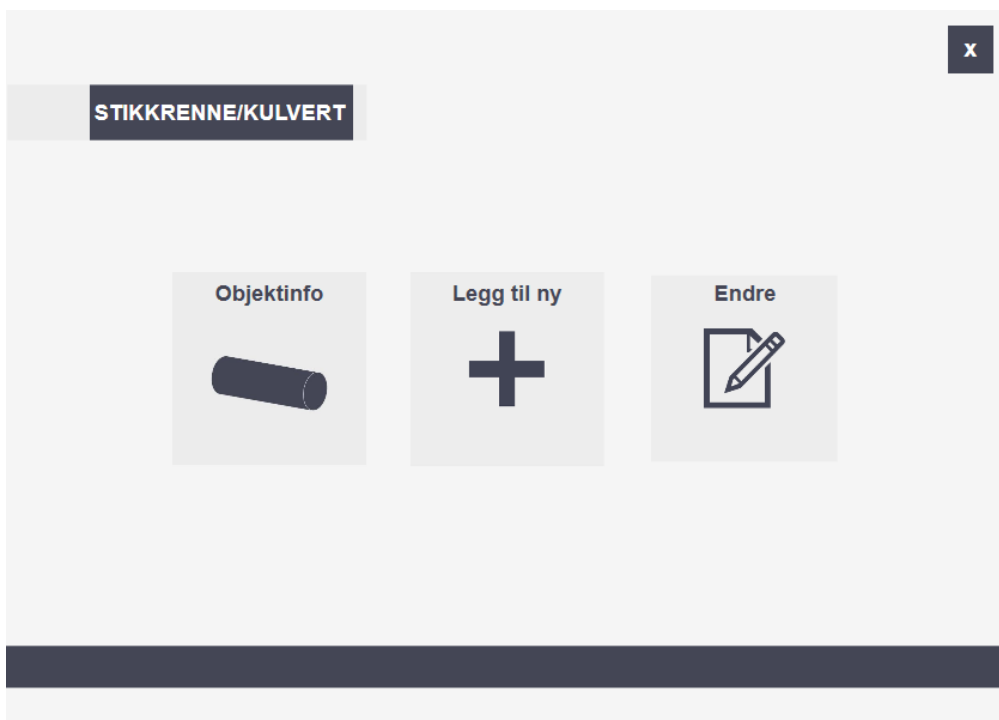 x
STIKKRENNE/KULVERT
Objektinfo
Legg til ny
Endre